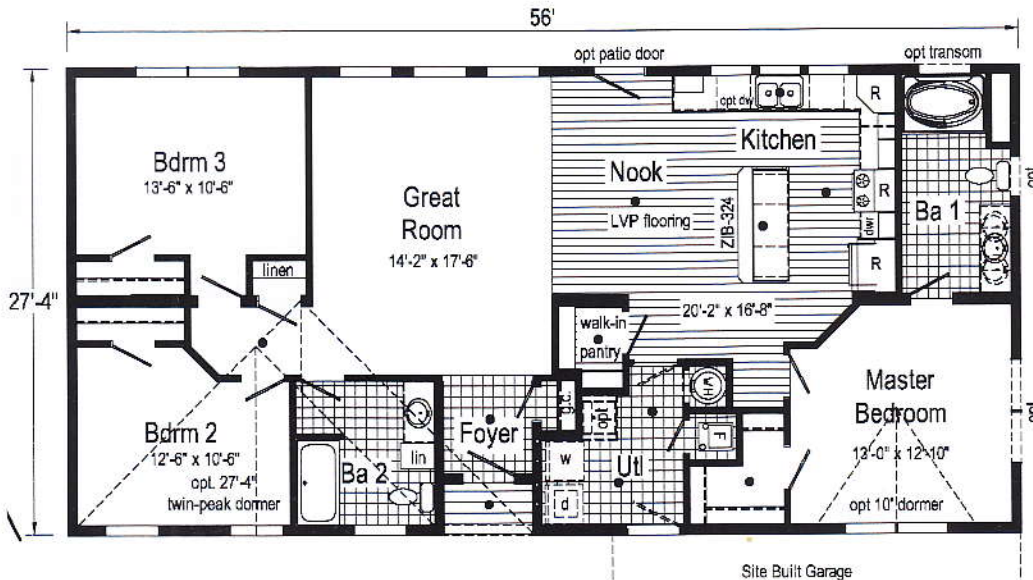 56'
opt patio door
opt transom
27'-4"
Bdrm 3
13'-6" x 10'-6"
linen
Great
Room
14'-2" x 17'-6"
Nook
LVP flooring
ZIB-324
Kitchen
opt dw
R
R
R
dwr
Ba 1
opt
walk-in
pantry
20'-2" x 16'-8"
Bdrm 2
12'-6" x 10'-6"
opt. 27'-4"
twin-peak dormer
Ba 2
lin
Foyer
g.c.
opt
w
d
Utl
WH
F
Master
Bedroom
13'-0" x 12'-10"
opt 10" dormer
opt
Site Built Garage